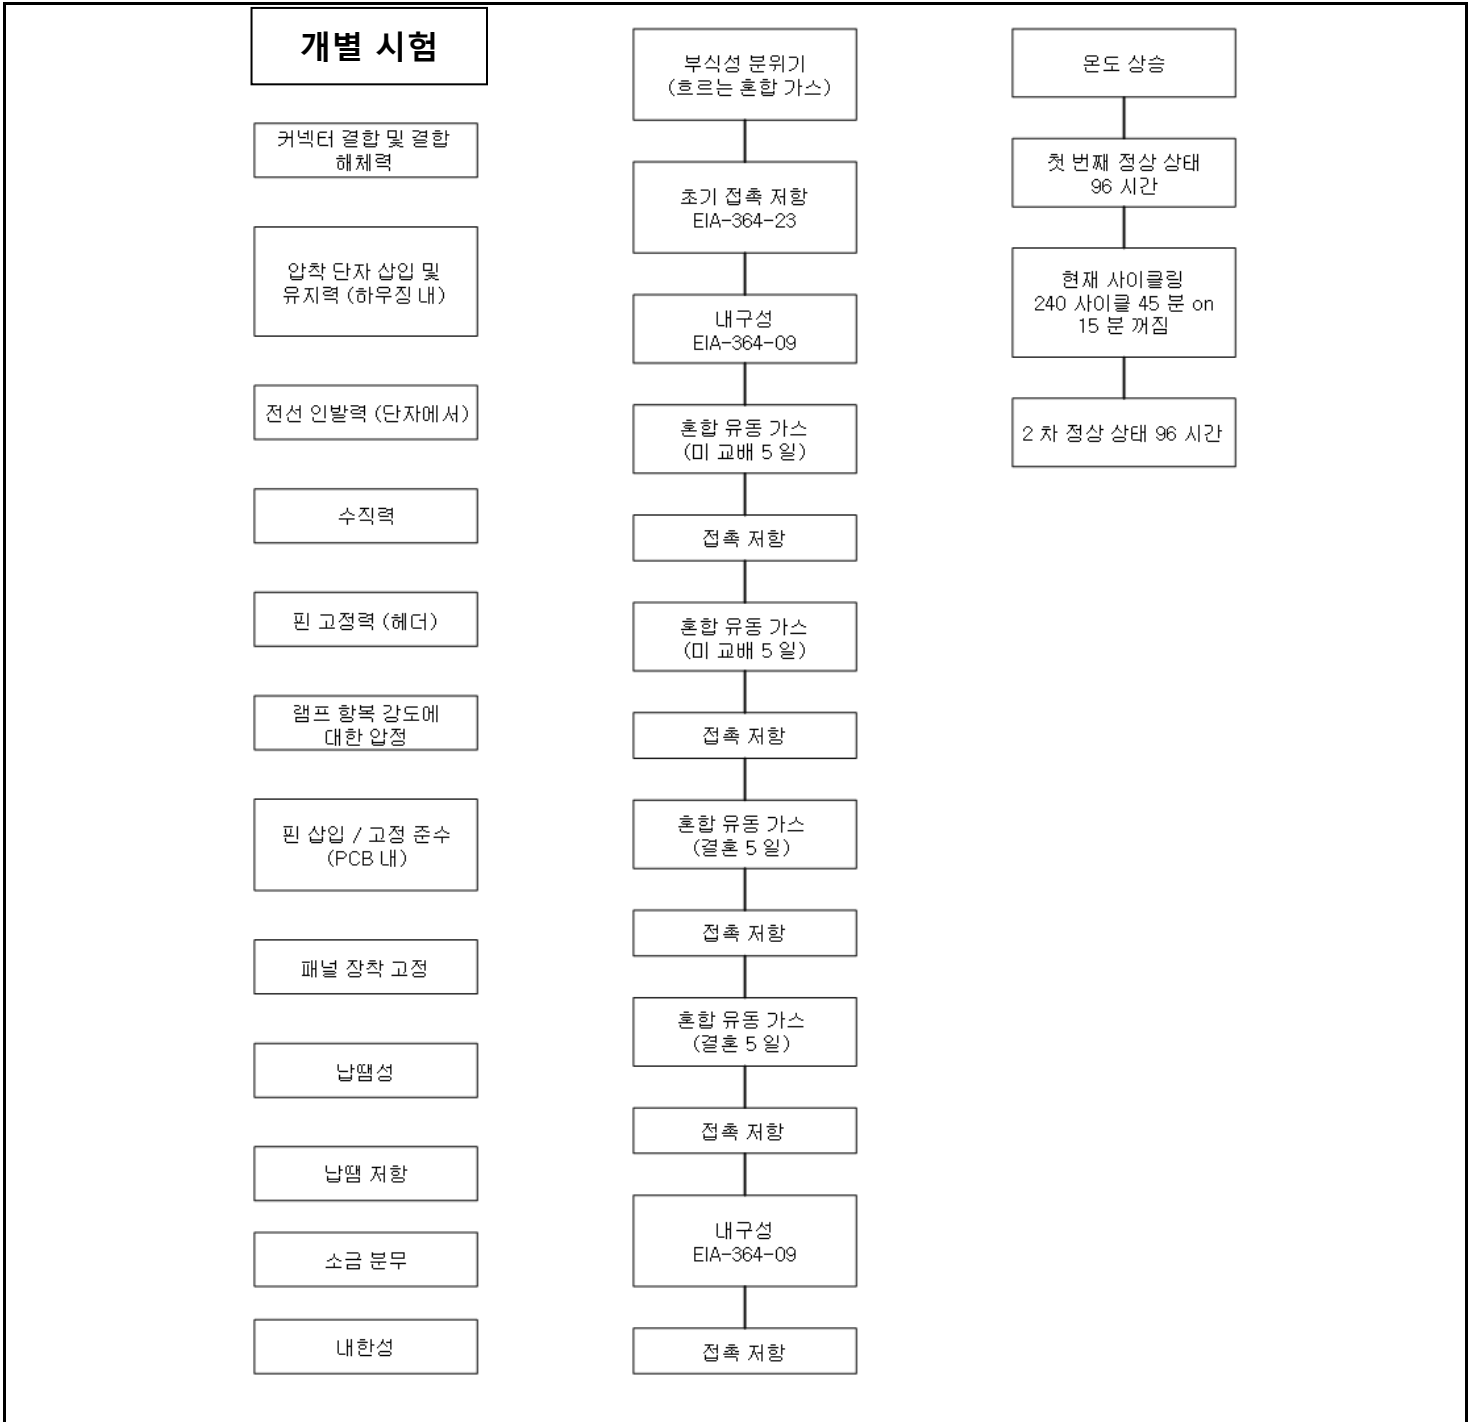 개별 시험
커넥터 결합 및 결합
해체력
압착 단자 삽입 및
유지력 (하우징 내)
전선 인발력 (단자에서)
수직력
핀 고정력 (헤더)
램프 항복 강도에
대한 압정
핀 삽입 / 고정 준수
(PCB 내)
패널 장착 고정
납땜성
납땜 저항
소금 분무
내한성
부식성 분위기
(흐르는 혼합 가스)
초기 접촉 저항
EIA-364-23
내구성
EIA-364-09
혼합 유동 가스
(미 교배 5 일)
접촉 저항
혼합 유동 가스
(미 교배 5 일)
접촉 저항
혼합 유동 가스
(결혼 5 일)
접촉 저항
혼합 유동 가스
(결혼 5 일)
접촉 저항
내구성
EIA-364-09
접촉 저항
온도 상승
첫 번째 정상 상태
96 시간
현재 사이클링
240 사이클 45 분 on
15 분 꺼짐
2 차 정상 상태 96 시간